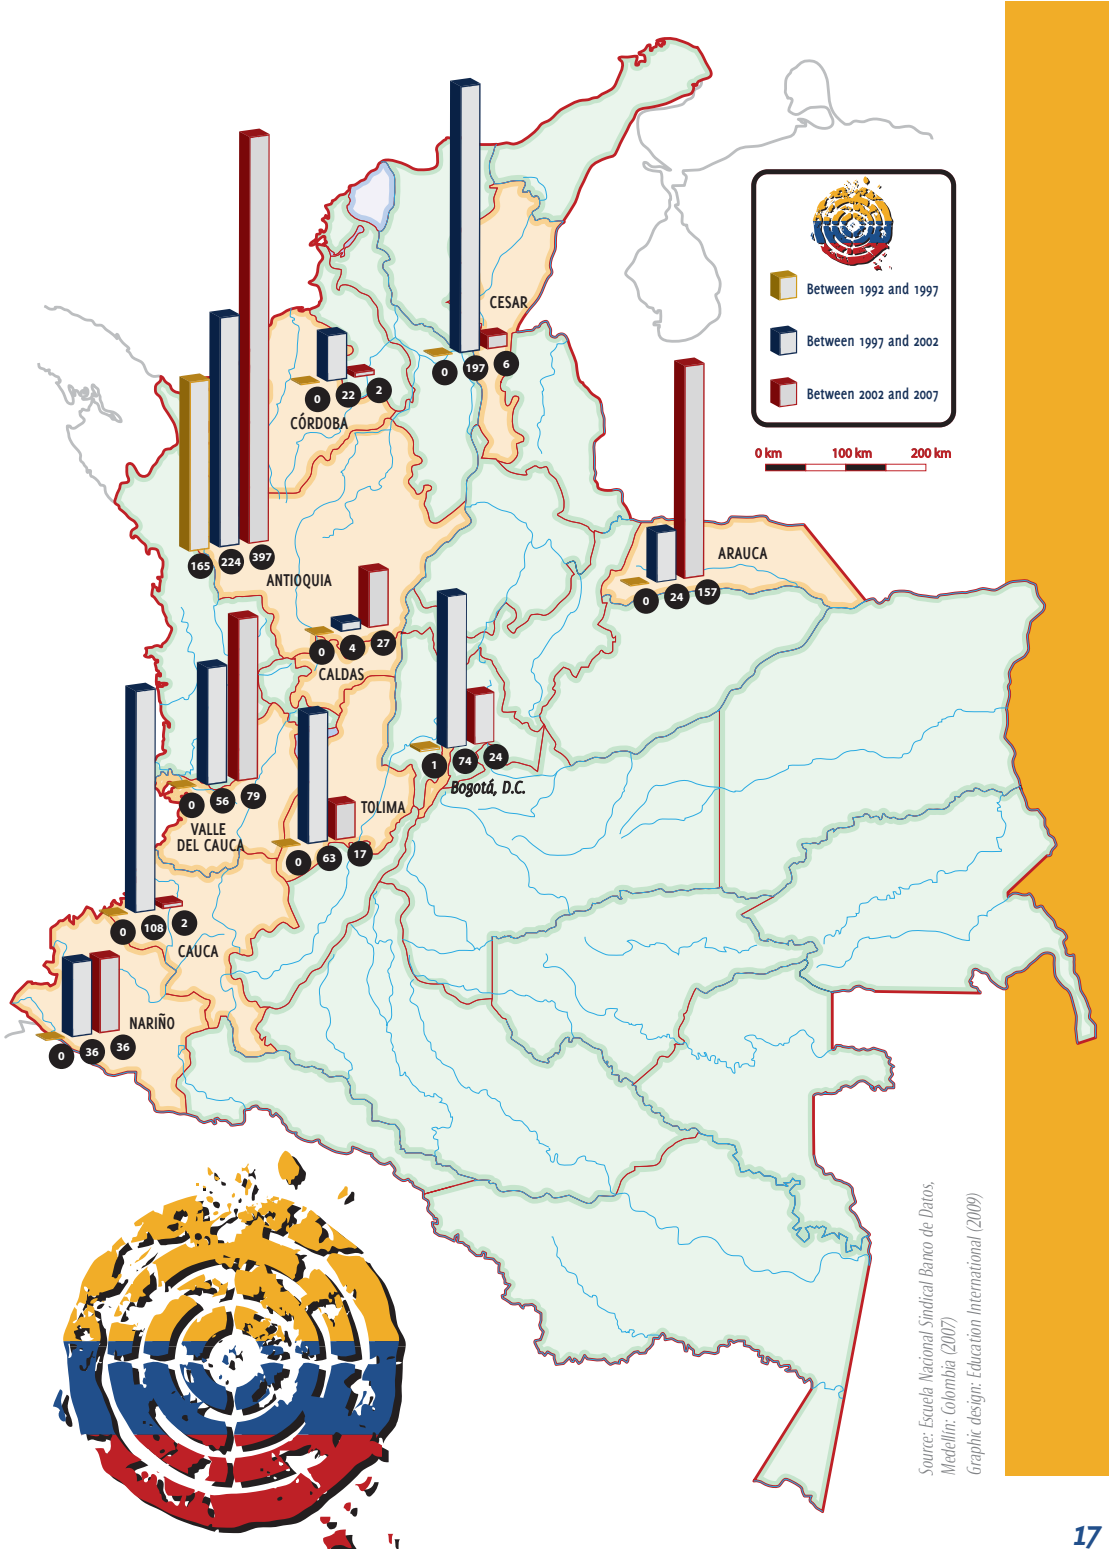 CESAR
0 197 6
Between 1992 and 1997
Between 1997 and 2002
Between 2002 and 2007
0 km 100 km 200 km
0 22 2
CÓRDOBA
165 224 397
ANTIOQUIA
ARAUCA
0 24 157
0 4 27
CALDAS
1 74 24
Bogotá, D.C.
0 56 79
VALLE
DEL CAUCA
TOLIMA
0 63 17
0 108 2
CAUCA
NARIÑO
0 36 36
Source: Escuela Nacional Sindical Banco de Datos,
Medellín: Colombia (2007)
Graphic design: Education International (2009)
17